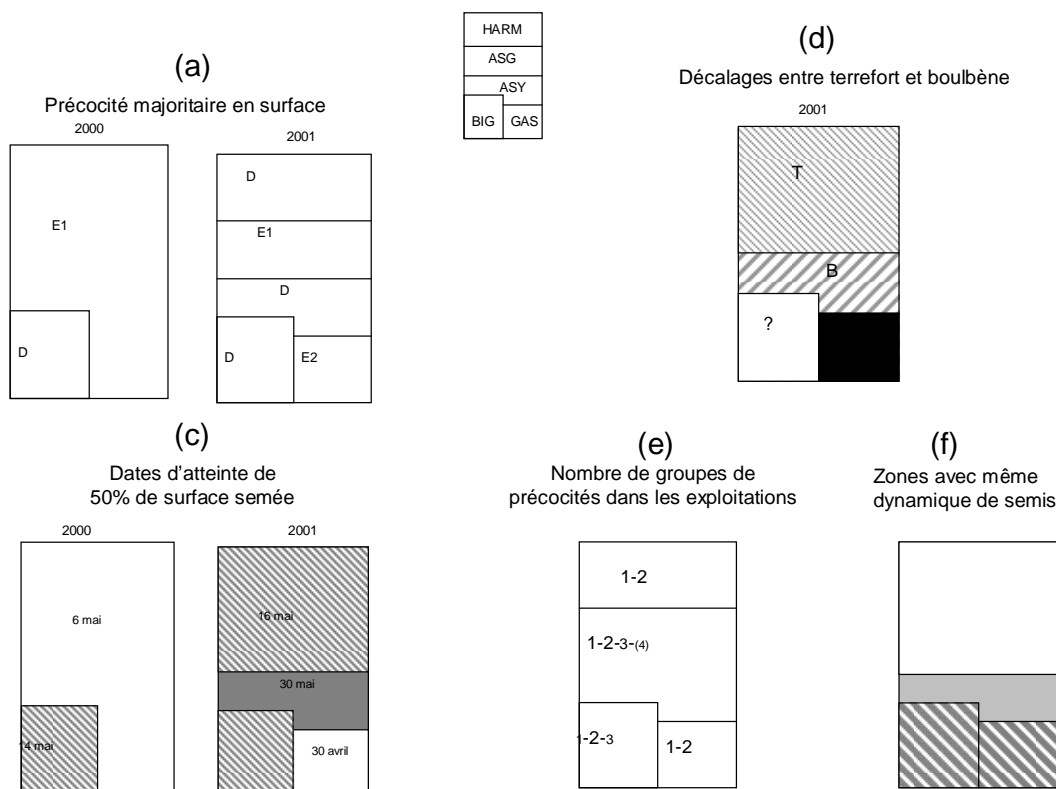 (a)
Précocité majoritaire en surface
2000
2001
E1
D
D
E1
D
D
E2
HARM
ASG
ASY
BIG
GAS
(d)
Décalages entre terrefort et boulbène
2001
T
B
?
(c)
Dates d’atteinte de
50% de surface semée
2000
2001
6 mai
14 mai
16 mai
30 mai
30 avril
(e)
Nombre de groupes de
précocités dans les exploitations
1-2
1-2-3-(4)
1-2-3
1-2
(f)
Zones avec même
dynamique de semis